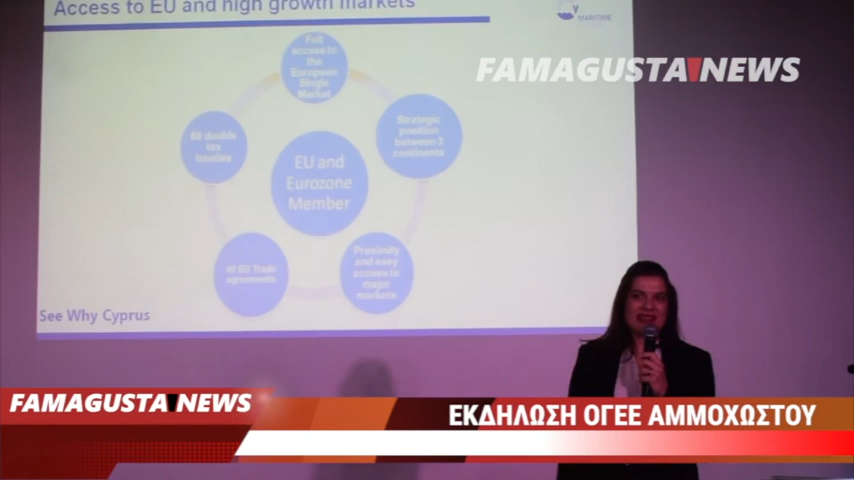 Access to EU and high growth markets
y
MARITIME
FAMAGUSTA NEWS
Full
access to
the
European
Single
Market
Strategic
position
between 3
continents
68 double
tax
treaties
EU and
Eurozone
Member
Proximity
and easy
access to
major
markets
40 EU Trade
agreements
See Why Cyprus
FAMAGUSTA NEWS
ΕΚΔΗΛΩΣΗ ΟΓΕΕ ΑΜΜΟΧΩΣΤΟΥ